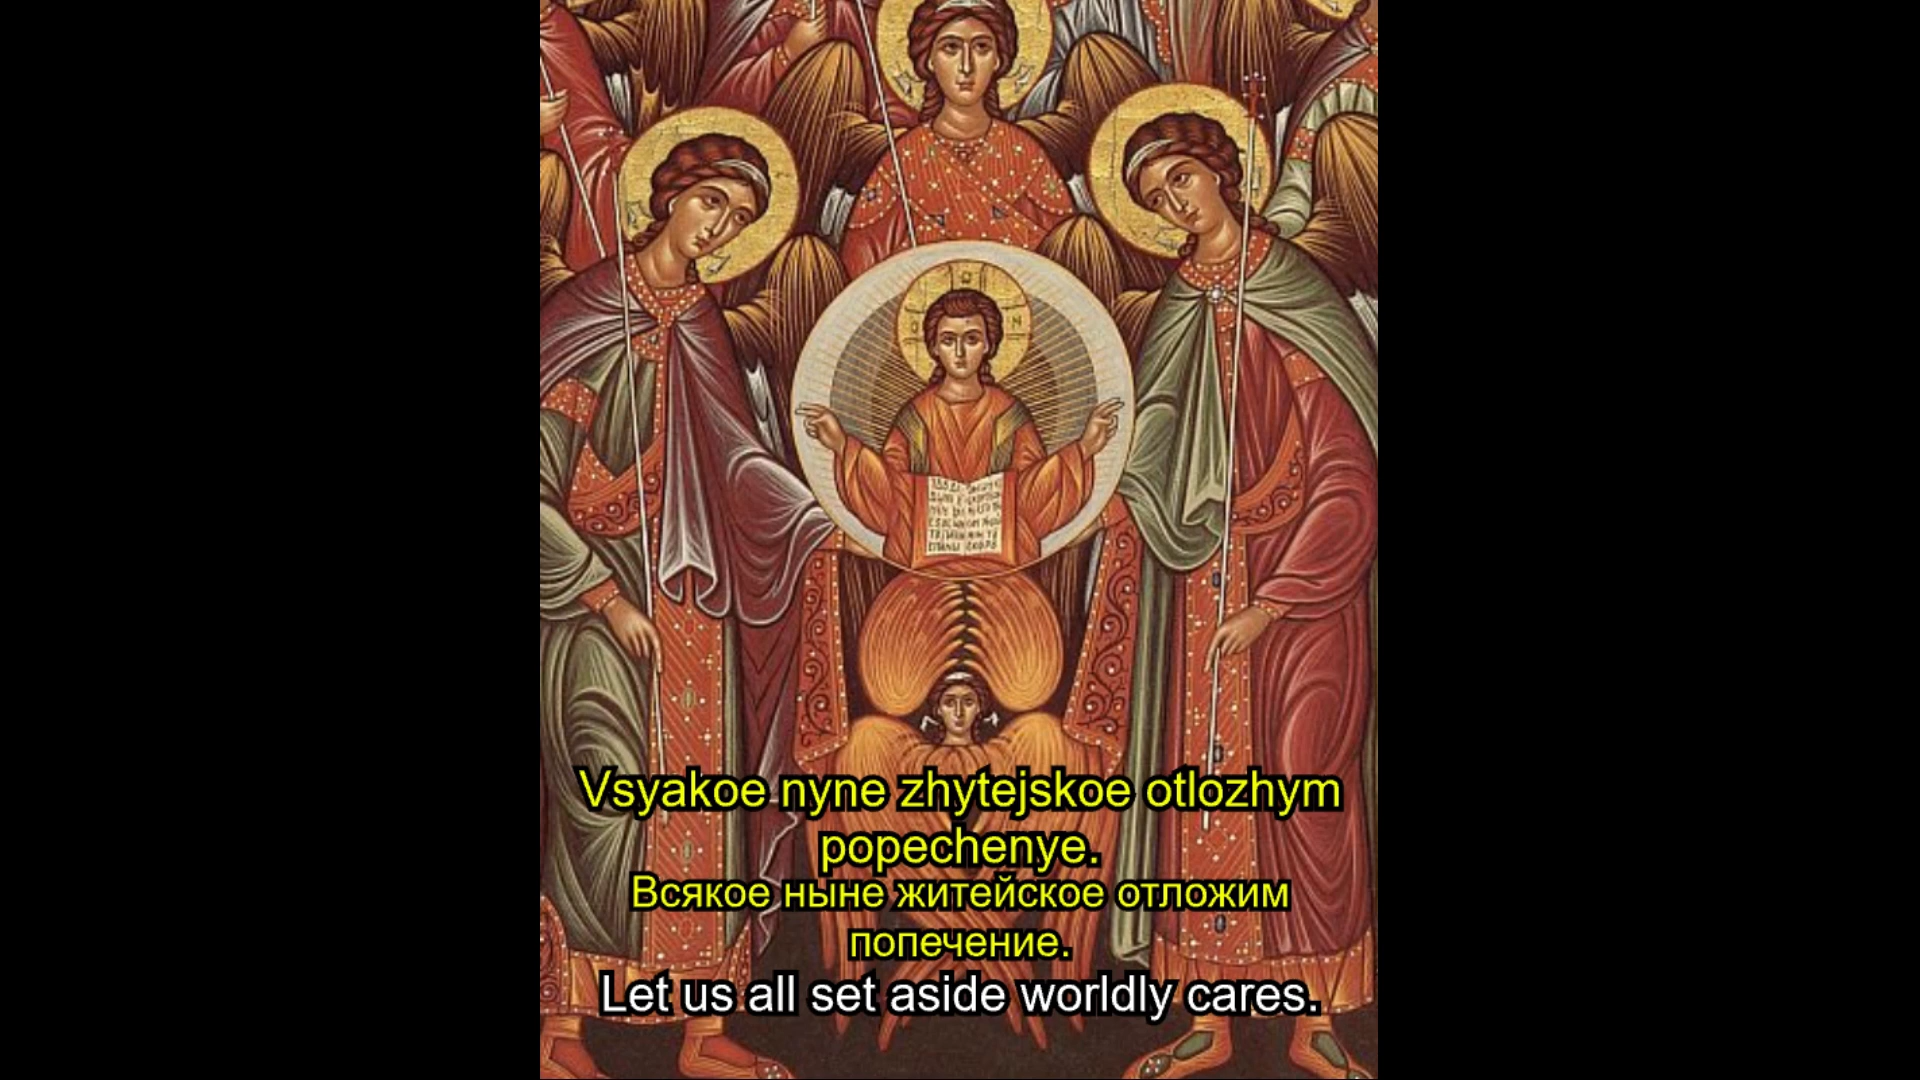 Ο
Ω Ν
Vsyakoe nyne zhytejskoe otlozhym
popechenye.
Всякое ныне житейское отложим
попечение.
Let us all set aside worldly cares.